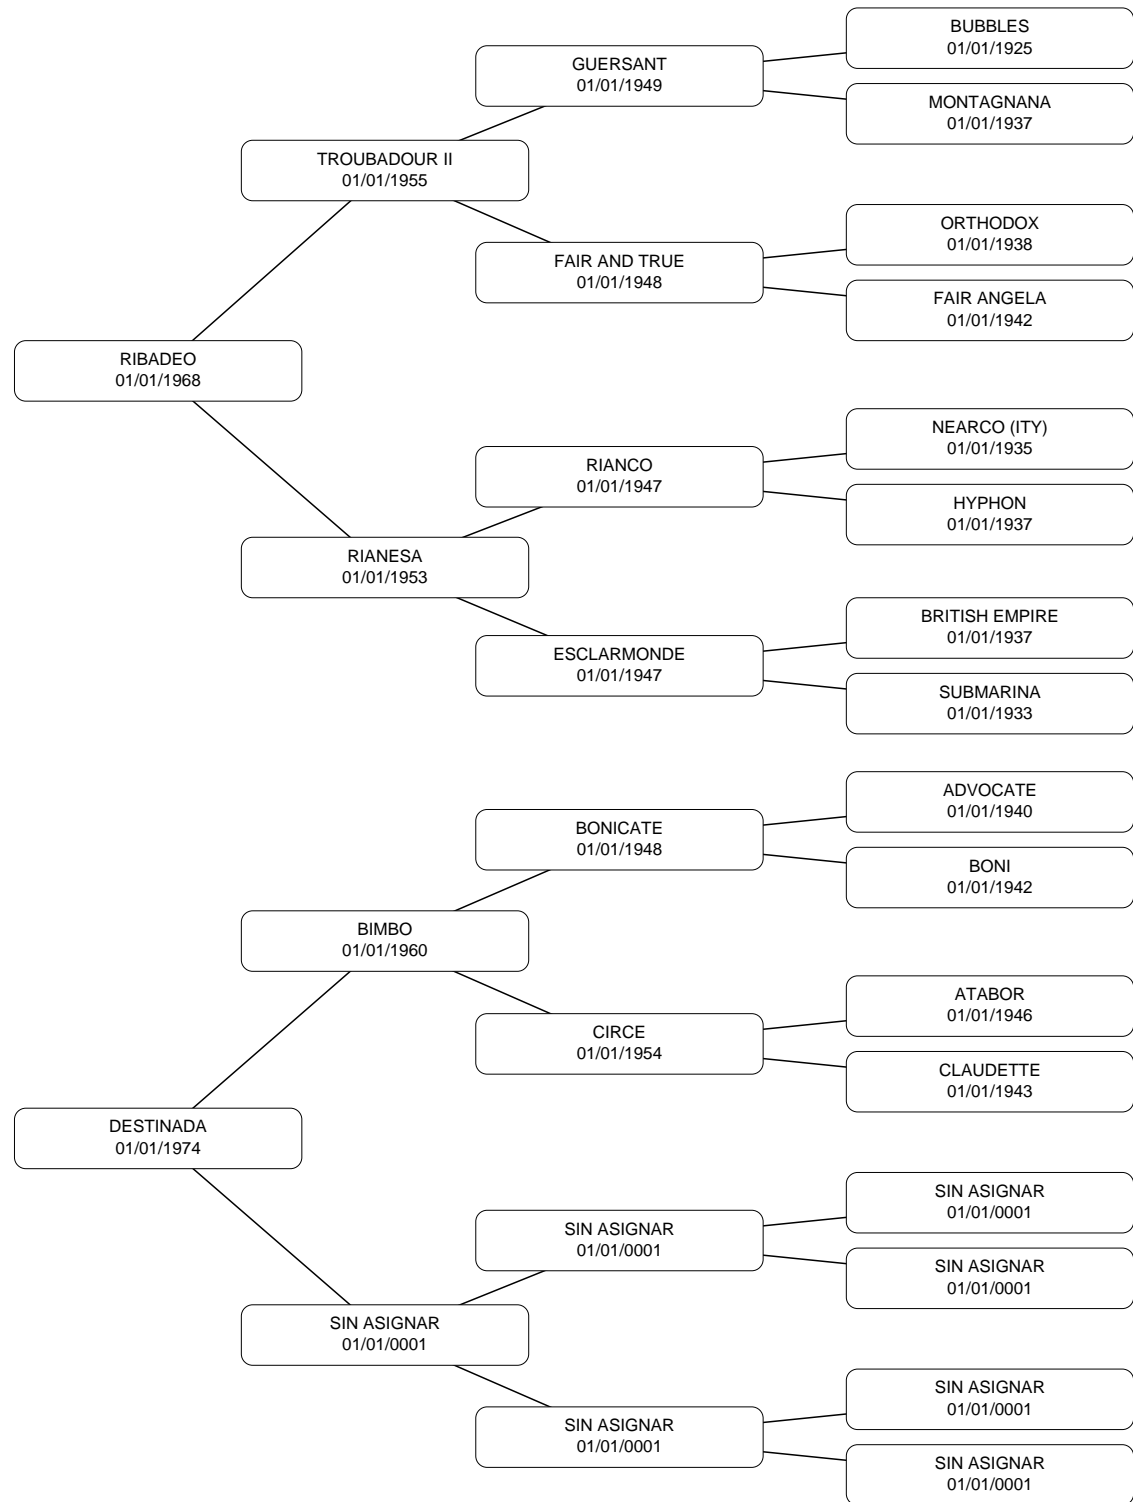 BUBBLES
01/01/1925
GUERSANT
01/01/1949
MONTAGNANA
01/01/1937
TROUBADOUR II
01/01/1955
ORTHODOX
01/01/1938
FAIR AND TRUE
01/01/1948
FAIR ANGELA
01/01/1942
RIBADEO
01/01/1968
NEARCO (ITY)
01/01/1935
RIANCO
01/01/1947
HYPHON
01/01/1937
RIANESA
01/01/1953
BRITISH EMPIRE
01/01/1937
ESCLARMONDE
01/01/1947
SUBMARINA
01/01/1933
ADVOCATE
01/01/1940
BONICATE
01/01/1948
BONI
01/01/1942
BIMBO
01/01/1960
ATABOR
01/01/1946
CIRCE
01/01/1954
CLAUDETTE
01/01/1943
DESTINADA
01/01/1974
SIN ASIGNAR
01/01/0001
SIN ASIGNAR
01/01/0001
SIN ASIGNAR
01/01/0001
SIN ASIGNAR
01/01/0001
SIN ASIGNAR
01/01/0001
SIN ASIGNAR
01/01/0001
SIN ASIGNAR
01/01/0001